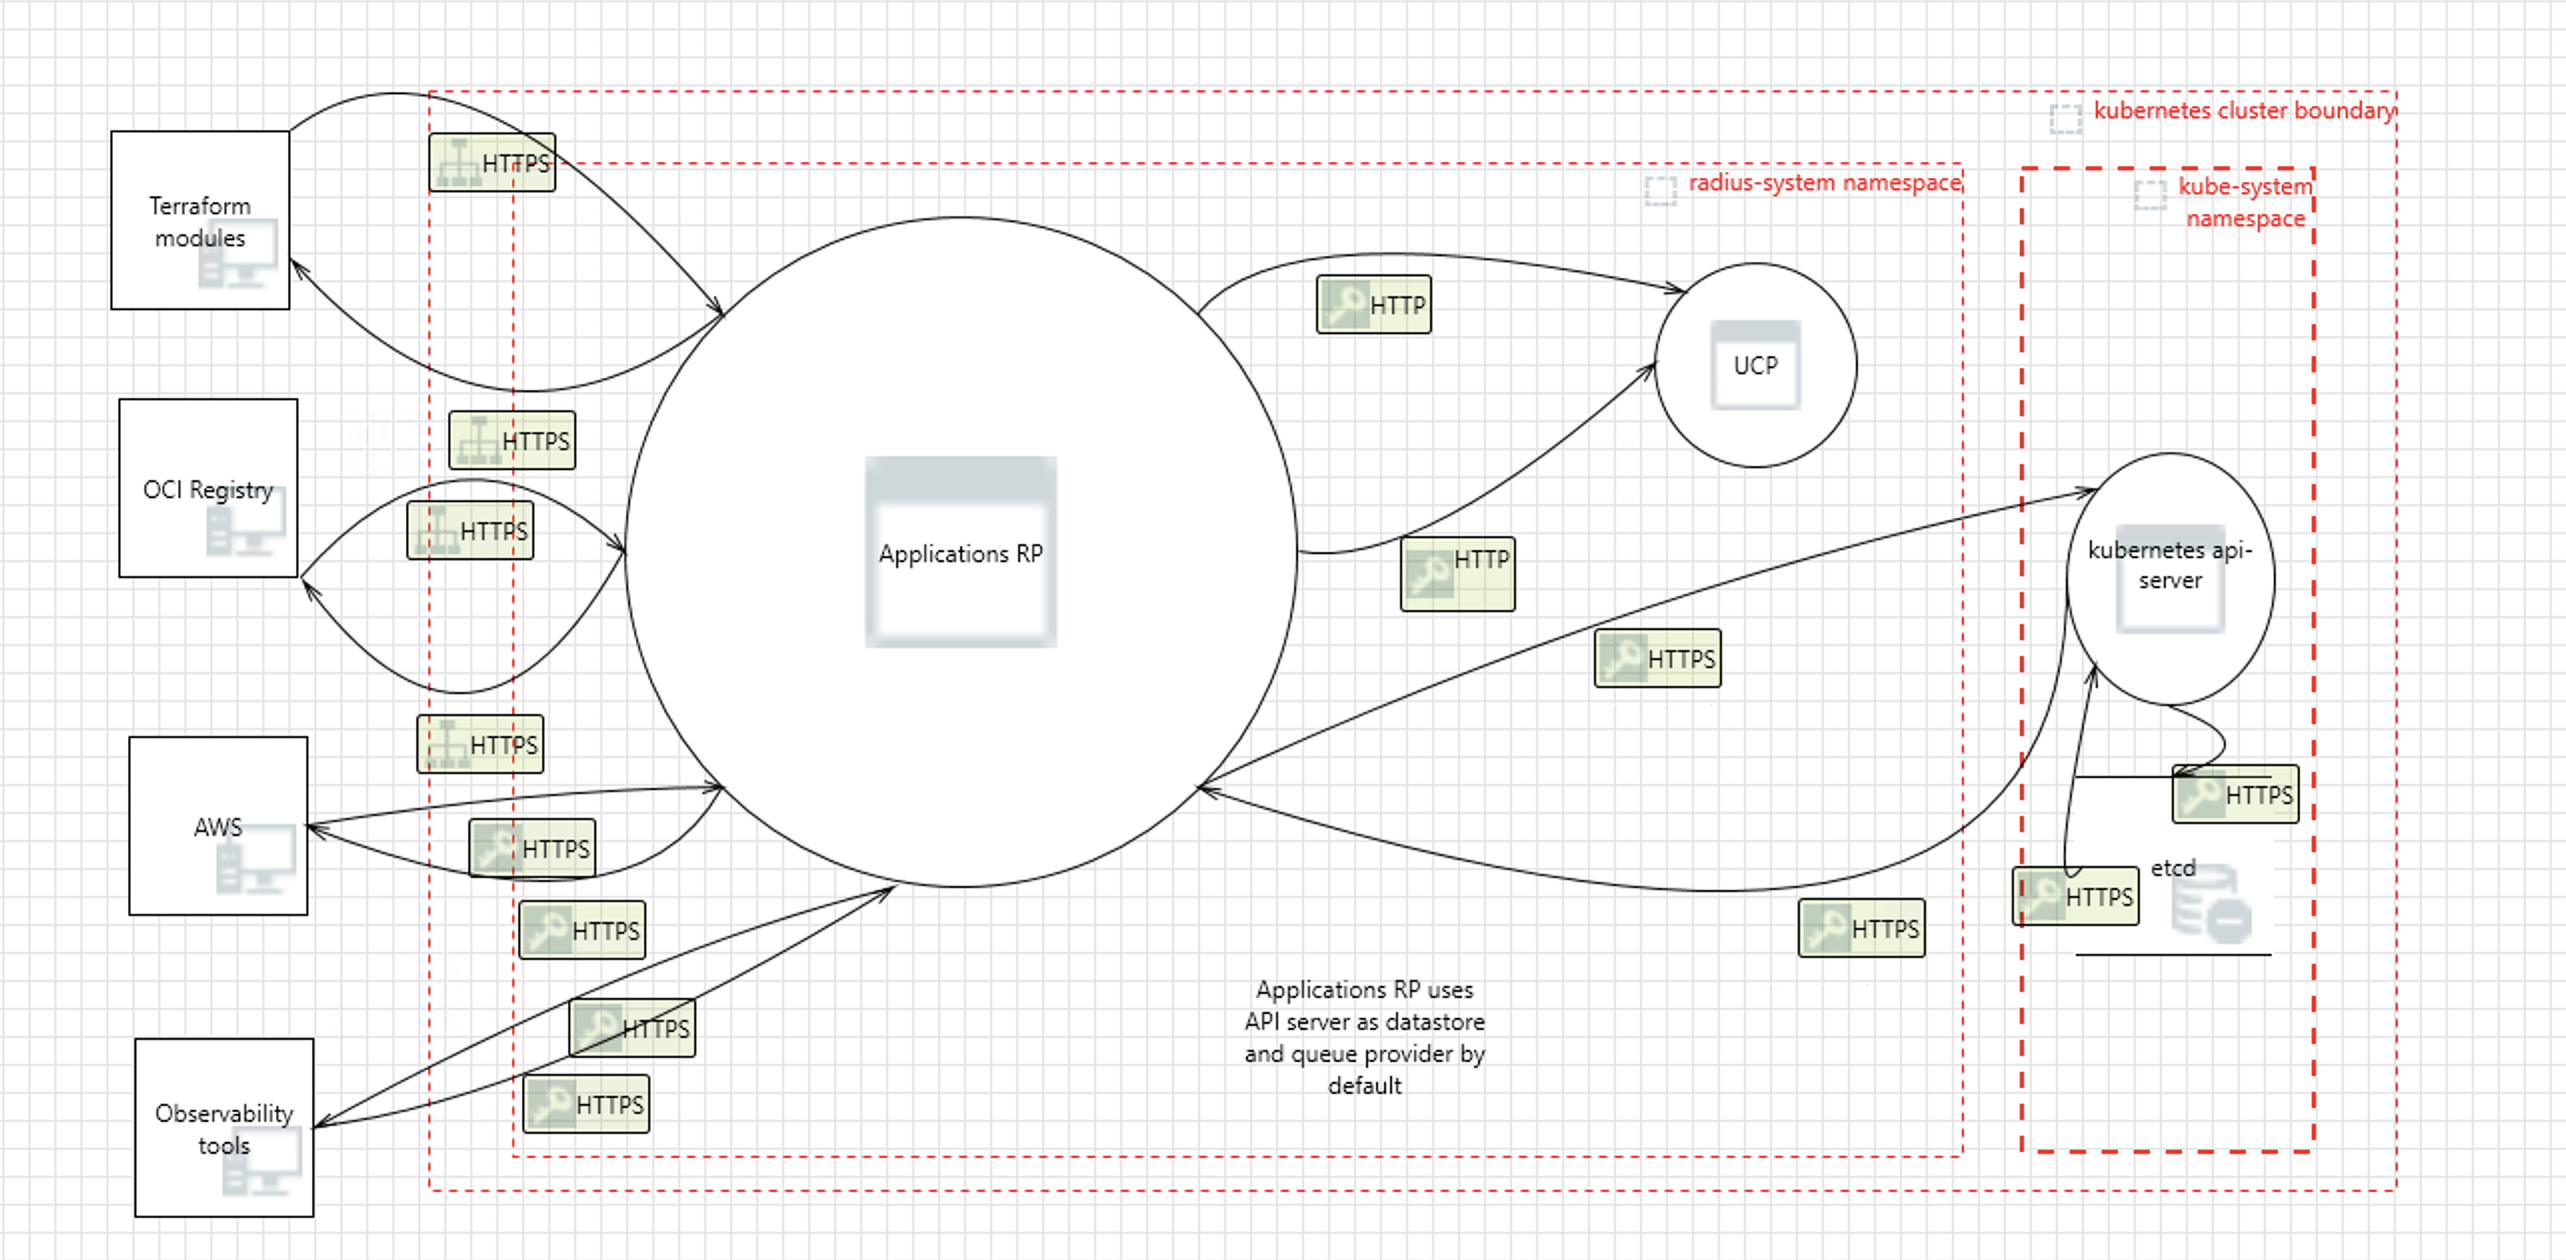 kubernetes cluster boundary
HTTPS
radius-system namespace
kube-system
namespace
Terraform
modules
HTTP
UCP
HTTPS
OCI Registry
HTTPS
Applications RP
HTTP
kubernetes api-
server
HTTPS
HTTPS
AWS
HTTPS
HTTPS
etcd
HTTPS
HTTPS
HTTPS
Applications RP uses
API server as datastore
and queue provider by
default
HTTPS
HTTPS
Observability
tools